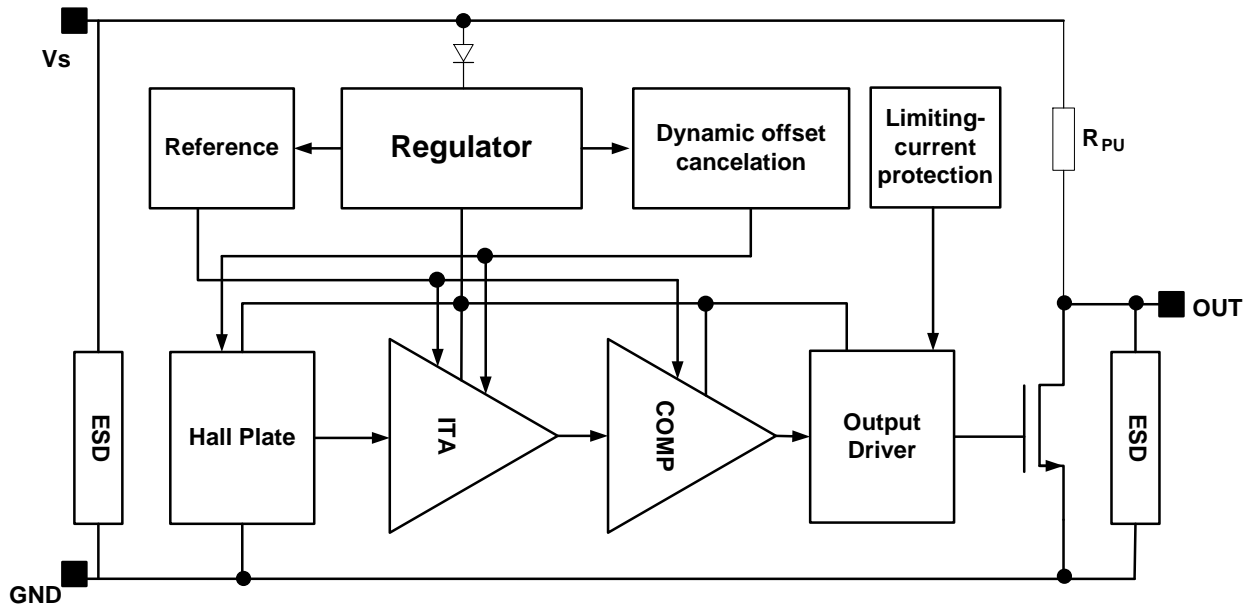 Vs
Reference
Regulator
Dynamic offset
cancelation
Limiting-
current
protection
RPU
OUT
ESD
Hall Plate
ITA
COMP
Output
Driver
ESD
GND